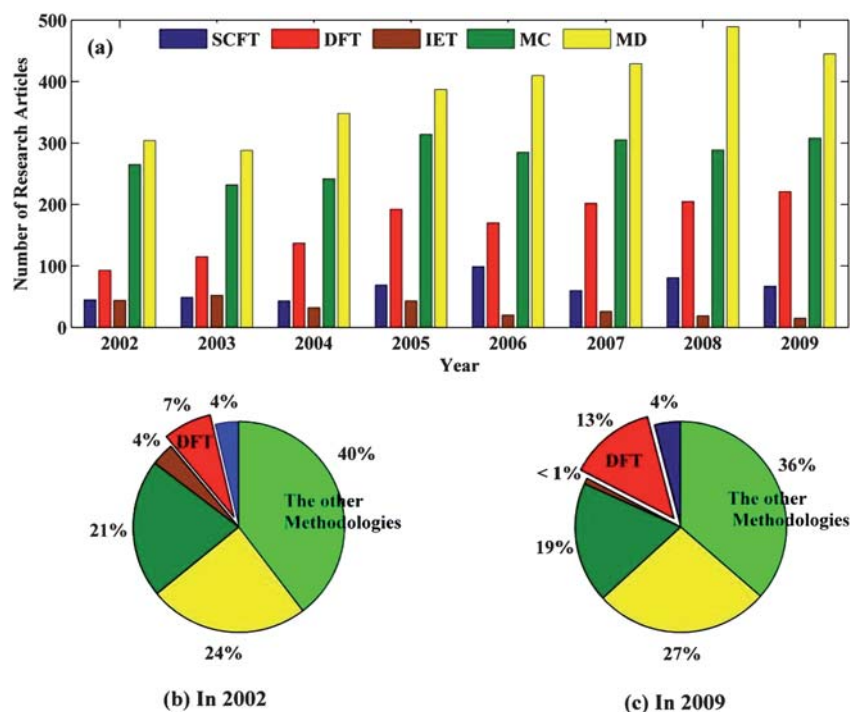 (a)
SCFT DFT IET MC MD
Number of Research Articles
500
400
300
200
100
0
2002 2003 2004 2005 2006 2007 2008 2009
Year
7% 4%
4% DFT
40%
The other
Methodologies
21%
24%
(b) In 2002
13% 4%
DFT
< 1%
36%
The other
Methodologies
19%
27%
(c) In 2009